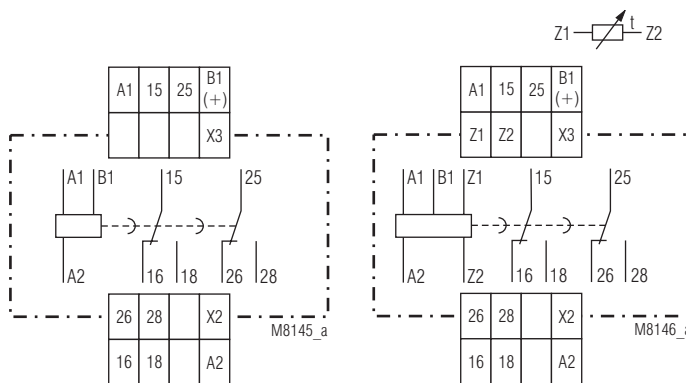 Z1 t Z2
A1 15 25 B1 (+)
X3
A1 B1 15 25
A2 16 18 26 28
26 28 X2
M8145_a
16 18 A2
A1 15 25 B1 (+)
Z1 Z2 X3
A1 B1 Z1 15 25
A2 Z2 16 18 26 28
26 28 X2
M8146_a
16 18 A2